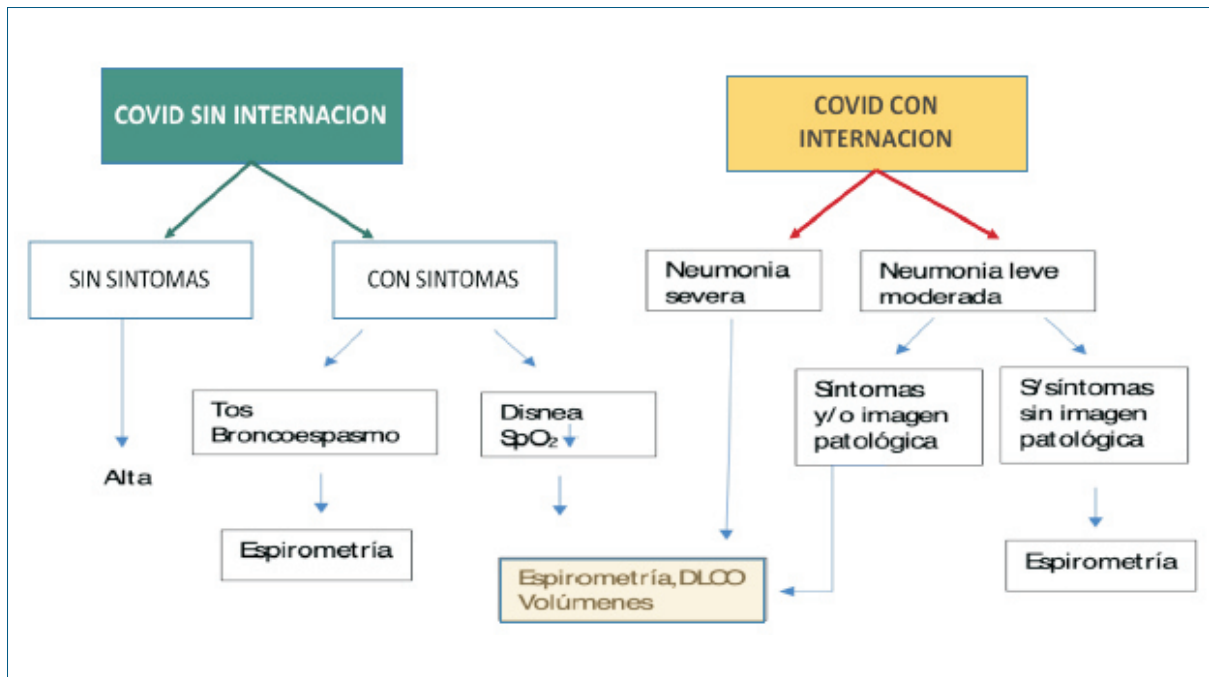 COVID SIN INTERNACION
COVID CON
INTERNACION
SIN SINTOMAS
CON SINTOMAS
Neumonia
severa
Neumonia leve
moderada
Tos
Broncoespasmo
Disnea
SpO₂
Síntomas
y/o imagen
patológica
S/síntomas
sin imagen
patológica
Alta
Espirometría
Espirometría, DLCO
Volúmenes
Espirometría